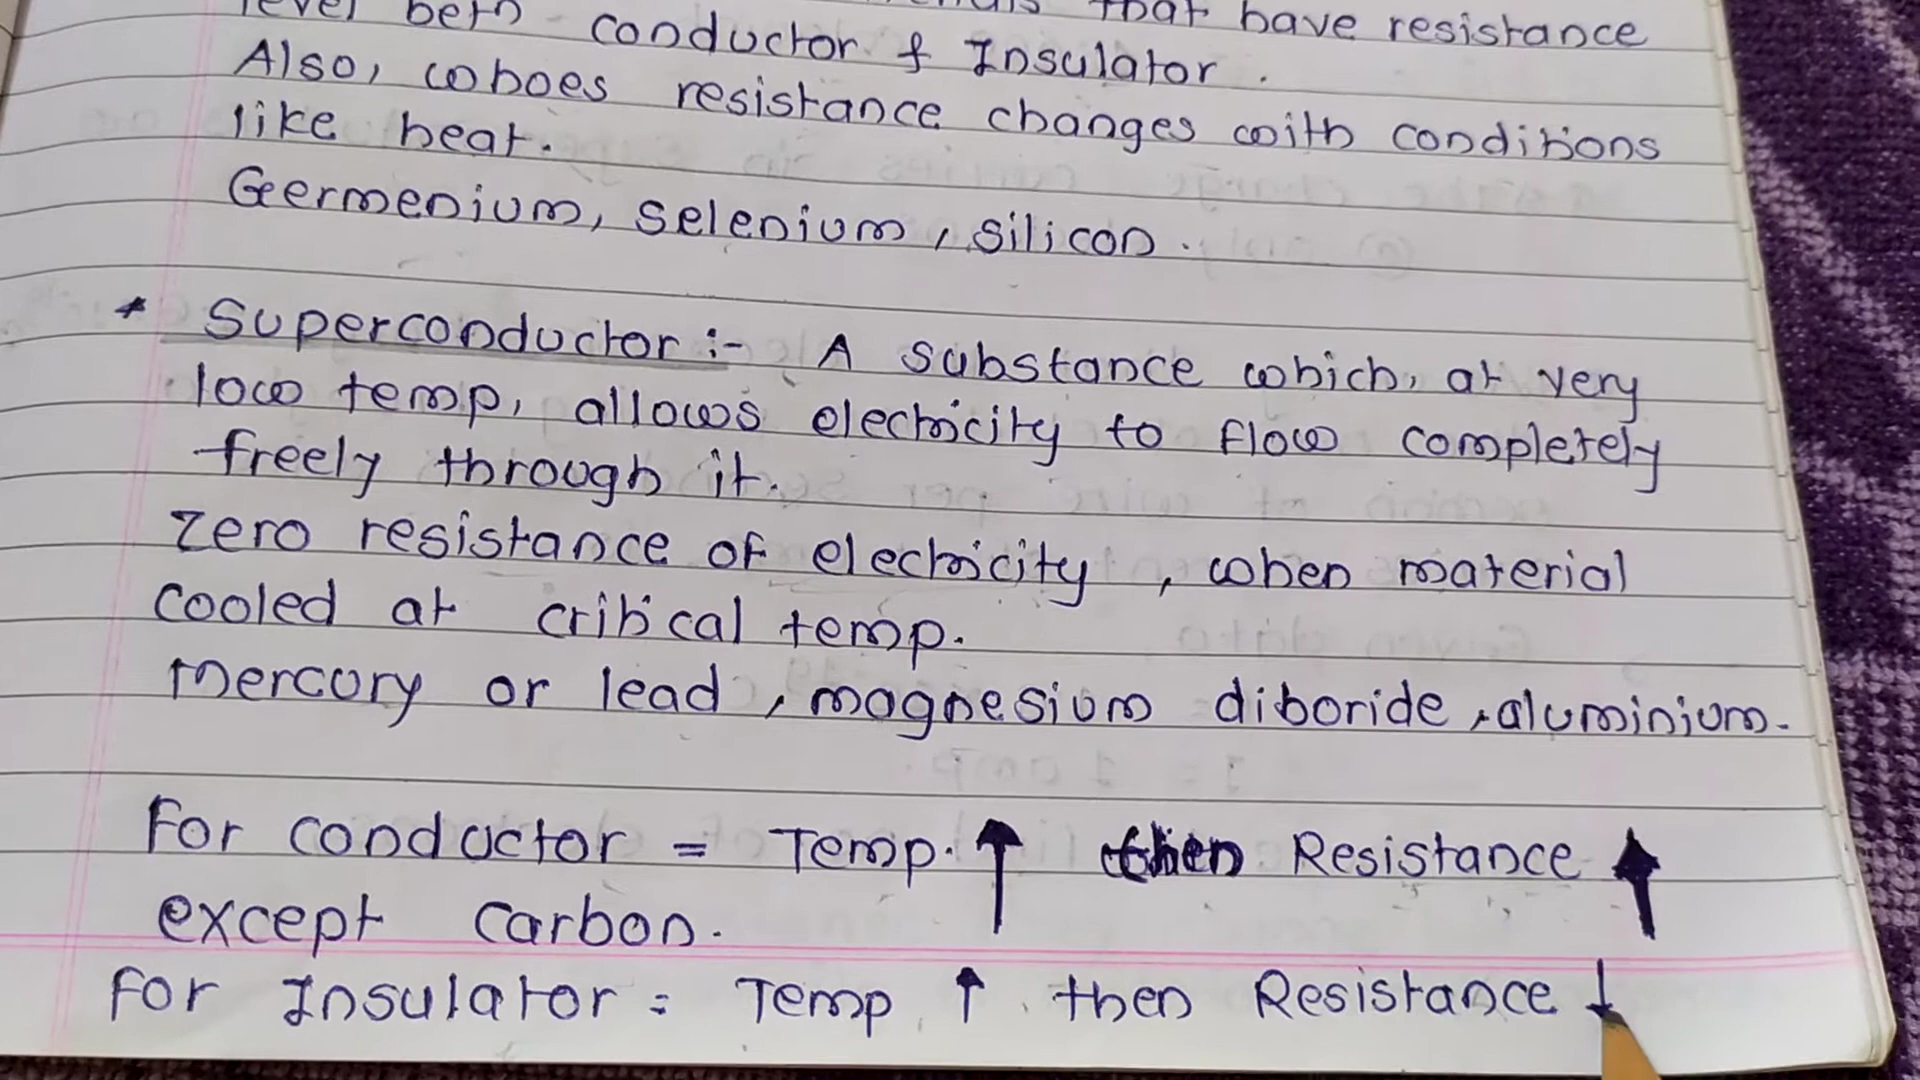 level betn conductor & Insulator. that have resistance
Also, whoes resistance changes with conditions
like heat.
Germenium, selenium, silicon.
* Superconductor :- A substance which, at very
low temp, allows electricity to flow completely
freely through it.
Zero resistance of electricity, when material
cooled at critical temp.
Mercury or lead, magnesium diboride, aluminium.
For conductor = Temp. ↑ then Resistance ↑
except carbon.
For Insulator = Temp ↑ then Resistance ↓